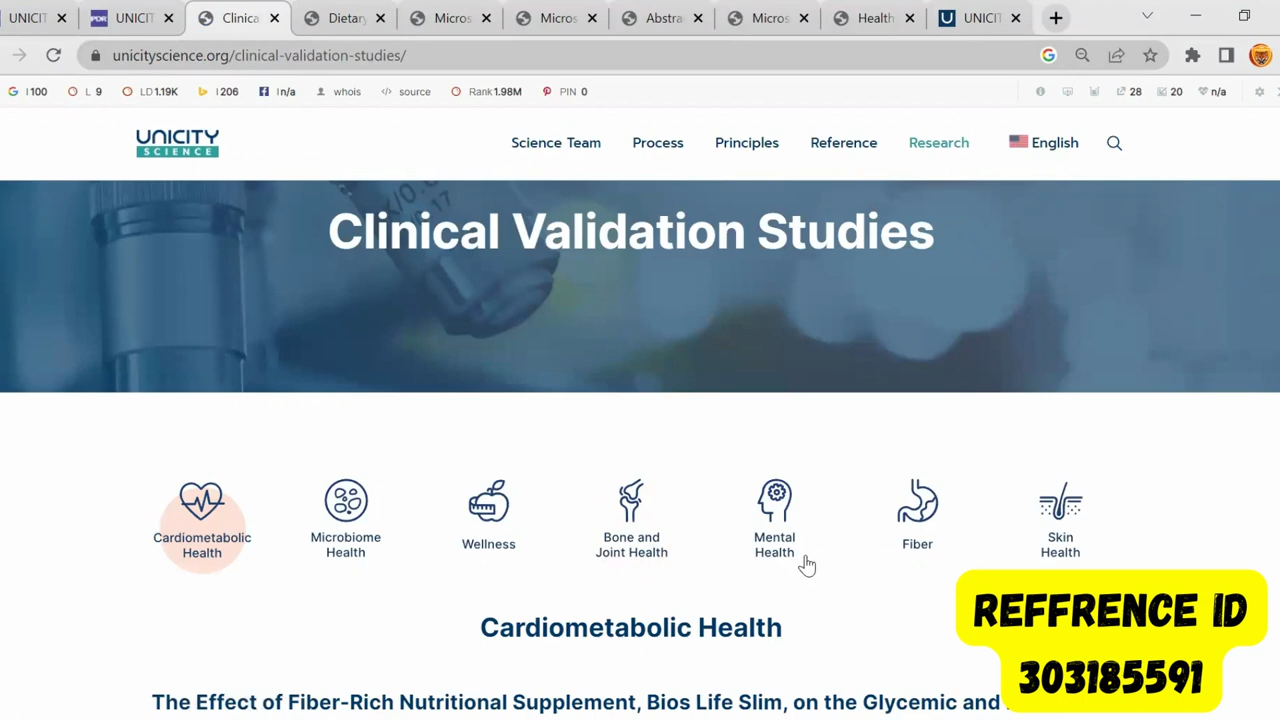 UNICIT
UNICIT
Clinica
Dietary
Micros
Micros
Abstra
Micros
Health
UNICIT
unicityscience.org/clinical-validation-studies/
I 100
L 9
LD 1.19K
I 206
I n/a
whois
source
Rank 1.98M
PIN 0
28
20
n/a
UNICITY
SCIENCE
Science Team
Process
Principles
Reference
Research
English
Clinical Validation Studies
Cardiometabolic
Health
Microbiome
Health
Wellness
Bone and
Joint Health
Mental
Health
Fiber
Skin
Health
REFFRENCE ID
303185591
Cardiometabolic Health
The Effect of Fiber-Rich Nutritional Supplement, Bios Life Slim, on the Glycemic and